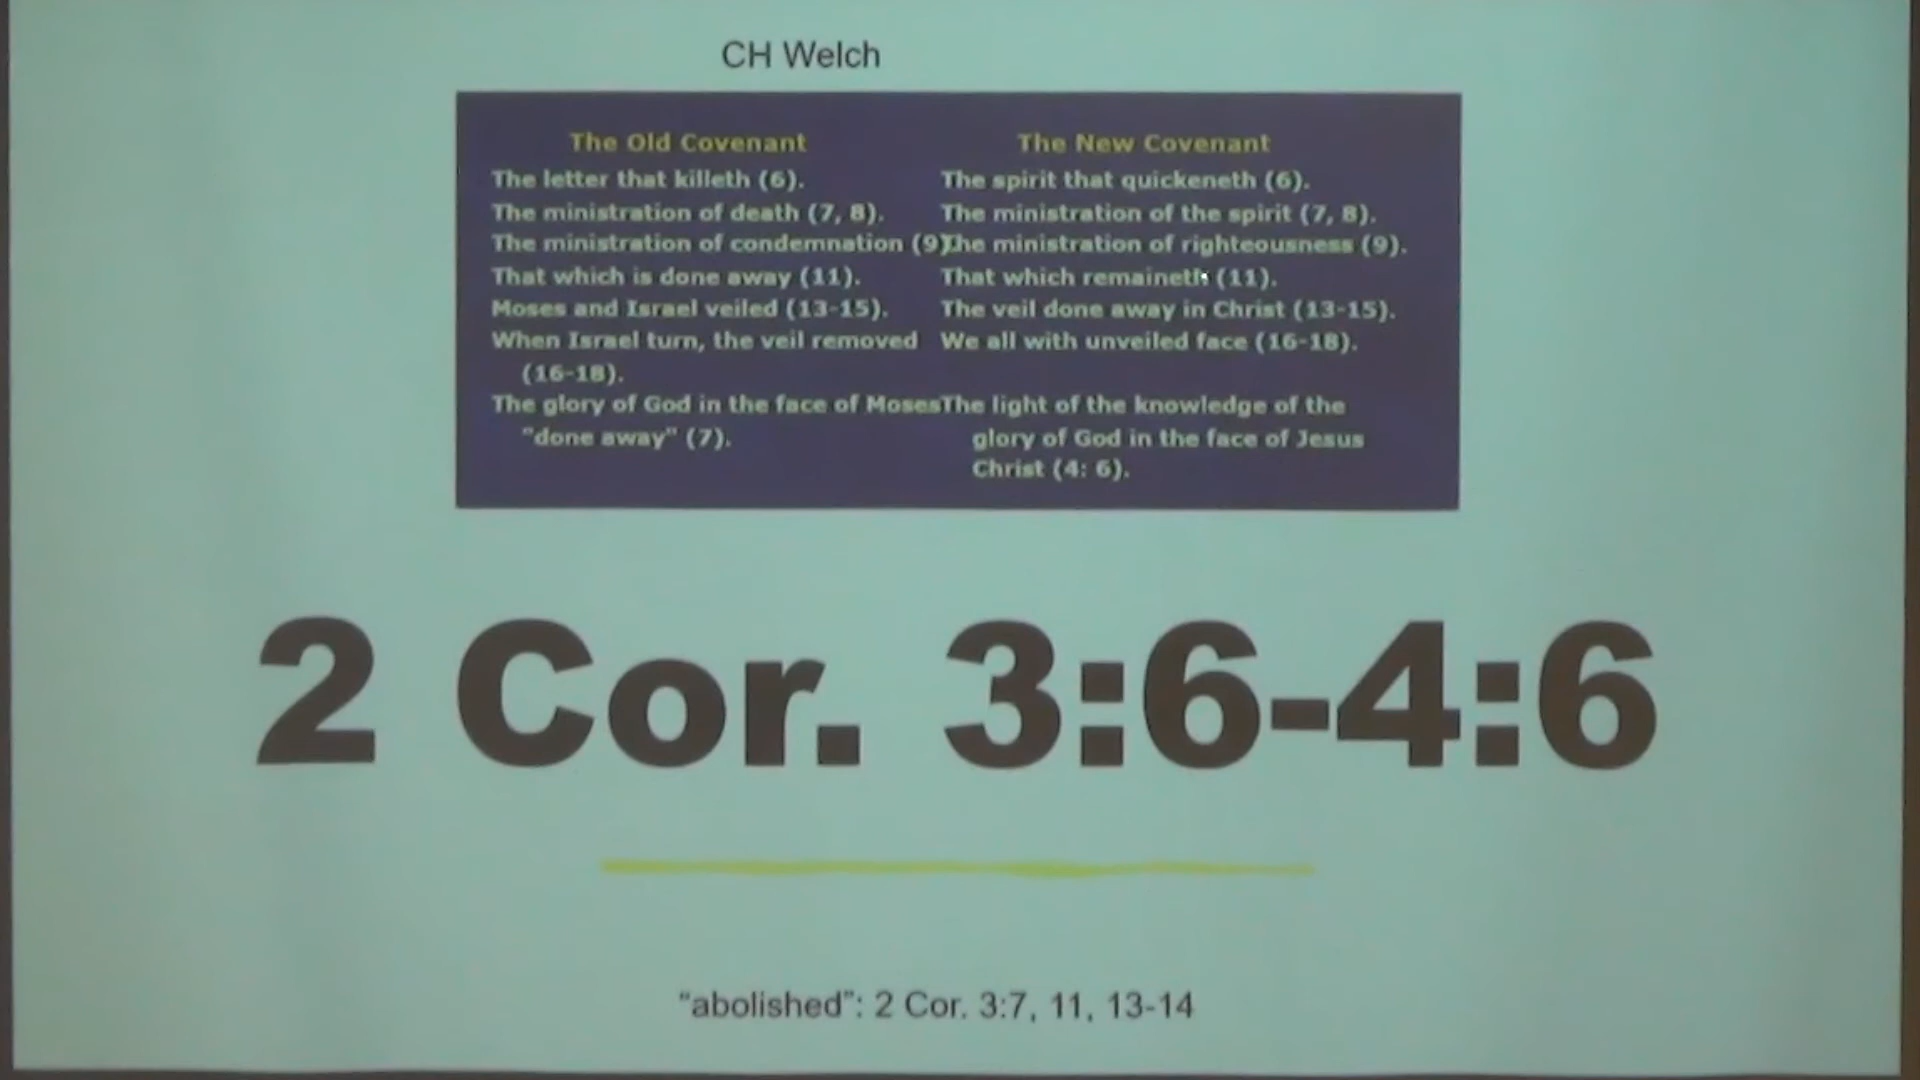 CH Welch
The Old Covenant
The letter that killeth (6).
The ministration of death (7, 8).
The ministration of condemnation (9).
That which is done away (11).
Moses and Israel veiled (13-15).
When Israel turn, the veil removed
(16-18).
The glory of God in the face of Moses
"done away" (7).
The New Covenant
The spirit that quickeneth (6).
The ministration of the spirit (7, 8).
The ministration of righteousness (9).
That which remaineth (11).
The veil done away in Christ (13-15).
We all with unveiled face (16-18).
The light of the knowledge of the
glory of God in the face of Jesus
Christ (4: 6).
2 Cor. 3:6-4:6
“abolished”: 2 Cor. 3:7, 11, 13-14